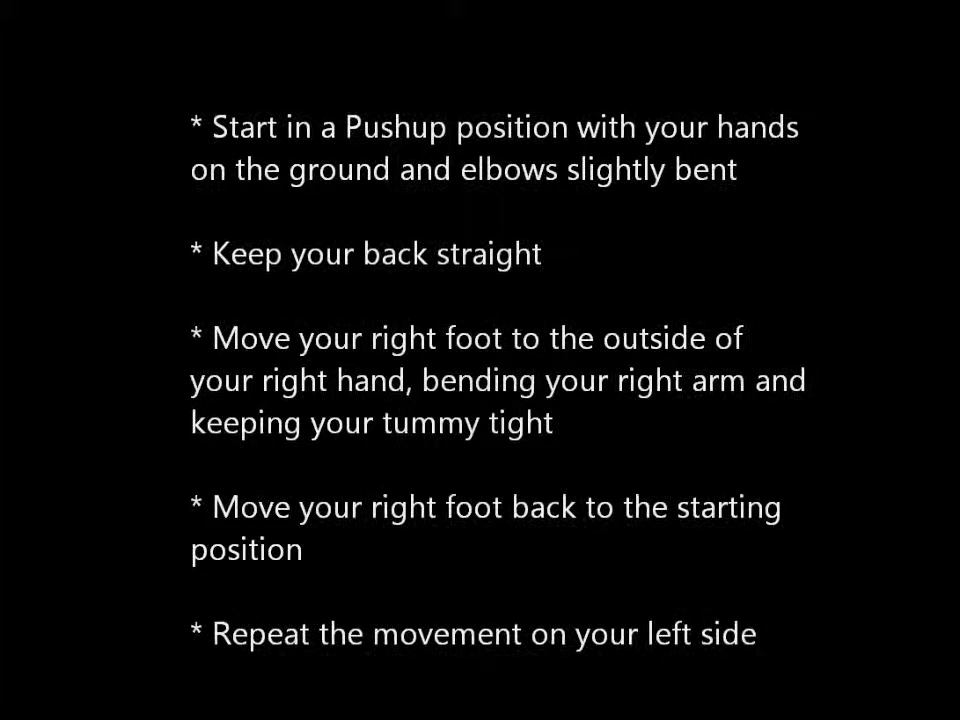 * Start in a Pushup position with your hands
on the ground and elbows slightly bent
* Keep your back straight
* Move your right foot to the outside of
your right hand, bending your right arm and
keeping your tummy tight
* Move your right foot back to the starting
position
* Repeat the movement on your left side